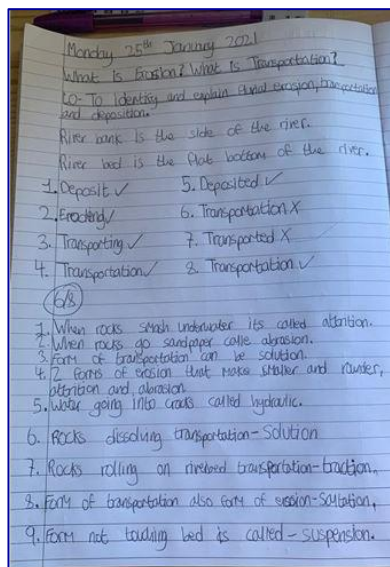 Monday 25th January 2021
What Is Erosion? What Is Transportation?
LO-To Identify and explain fluvial erosion, transportation
and deposition.
River bank is the side of the river.
River bed is the flat bottom of the river.
1. Deposit ✓ 5. Deposited ✓
2. Eroding ✓ 6. Transportation X
3. Transporting ✓ 7. Transported X
4. Transportation ✓ 8. Transportation ✓
6/8
1. When rocks smash underwater its called attrition.
2. When rocks go sandpaper calle abrasion.
3. Form of transportation can be solution.
4. 2 forms of erosion that make smaller and rounder,
attrition and, abrasion.
5. Water going into cracks called hydraulic.
6. Rocks dissolving transportation-solution
7. Rocks rolling on riverbed transportation-traction.
8. Form of transportation also form of erosion-saltation,
9. Form not touching bed is called-suspension.